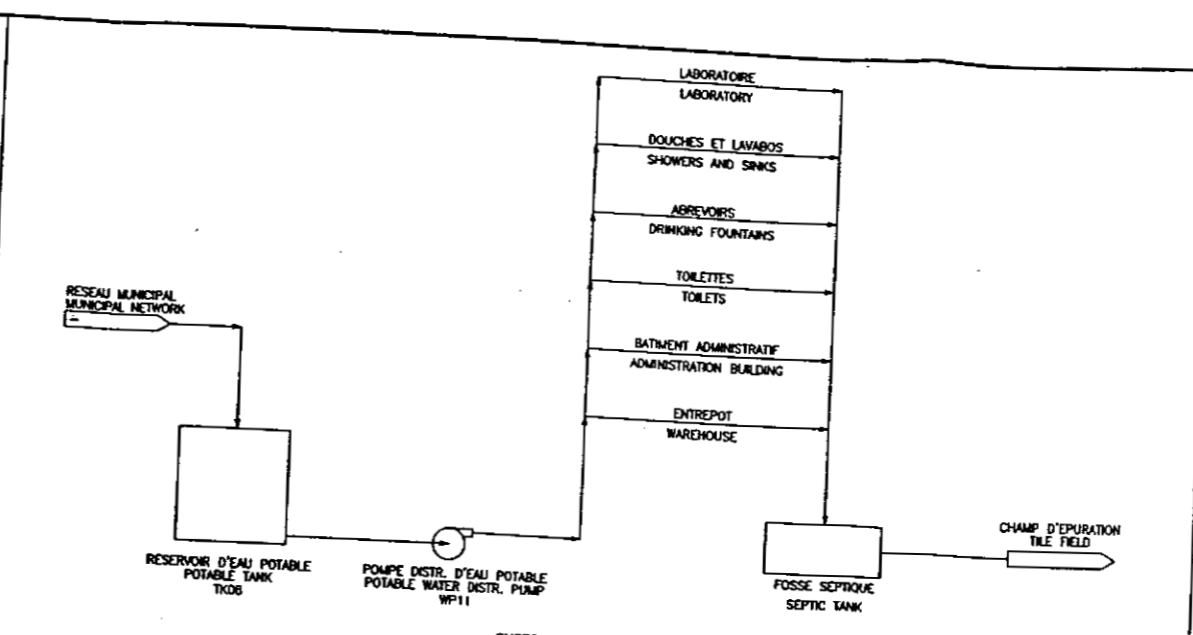 LABORATOIRE
LABORATORY
DOUCHES ET LAVABOS
SHOWERS AND SINKS
ABREVOIRS
DRINKING FOUNTAINS
TOILETTES
TOILETS
BATIMENT ADMINISTRATIF
ADMINISTRATION BUILDING
ENTREPOT
WAREHOUSE
RESEAU MUNICIPAL
MUNICIPAL NETWORK
RESERVOIR D'EAU POTABLE
POTABLE TANK
TK08
POMPE DISTR. D'EAU POTABLE
POTABLE WATER DISTR. PUMP
WP11
FOSSE SEPTIQUE
SEPTIC TANK
CHAMP D'EPURATION
TILE FIELD